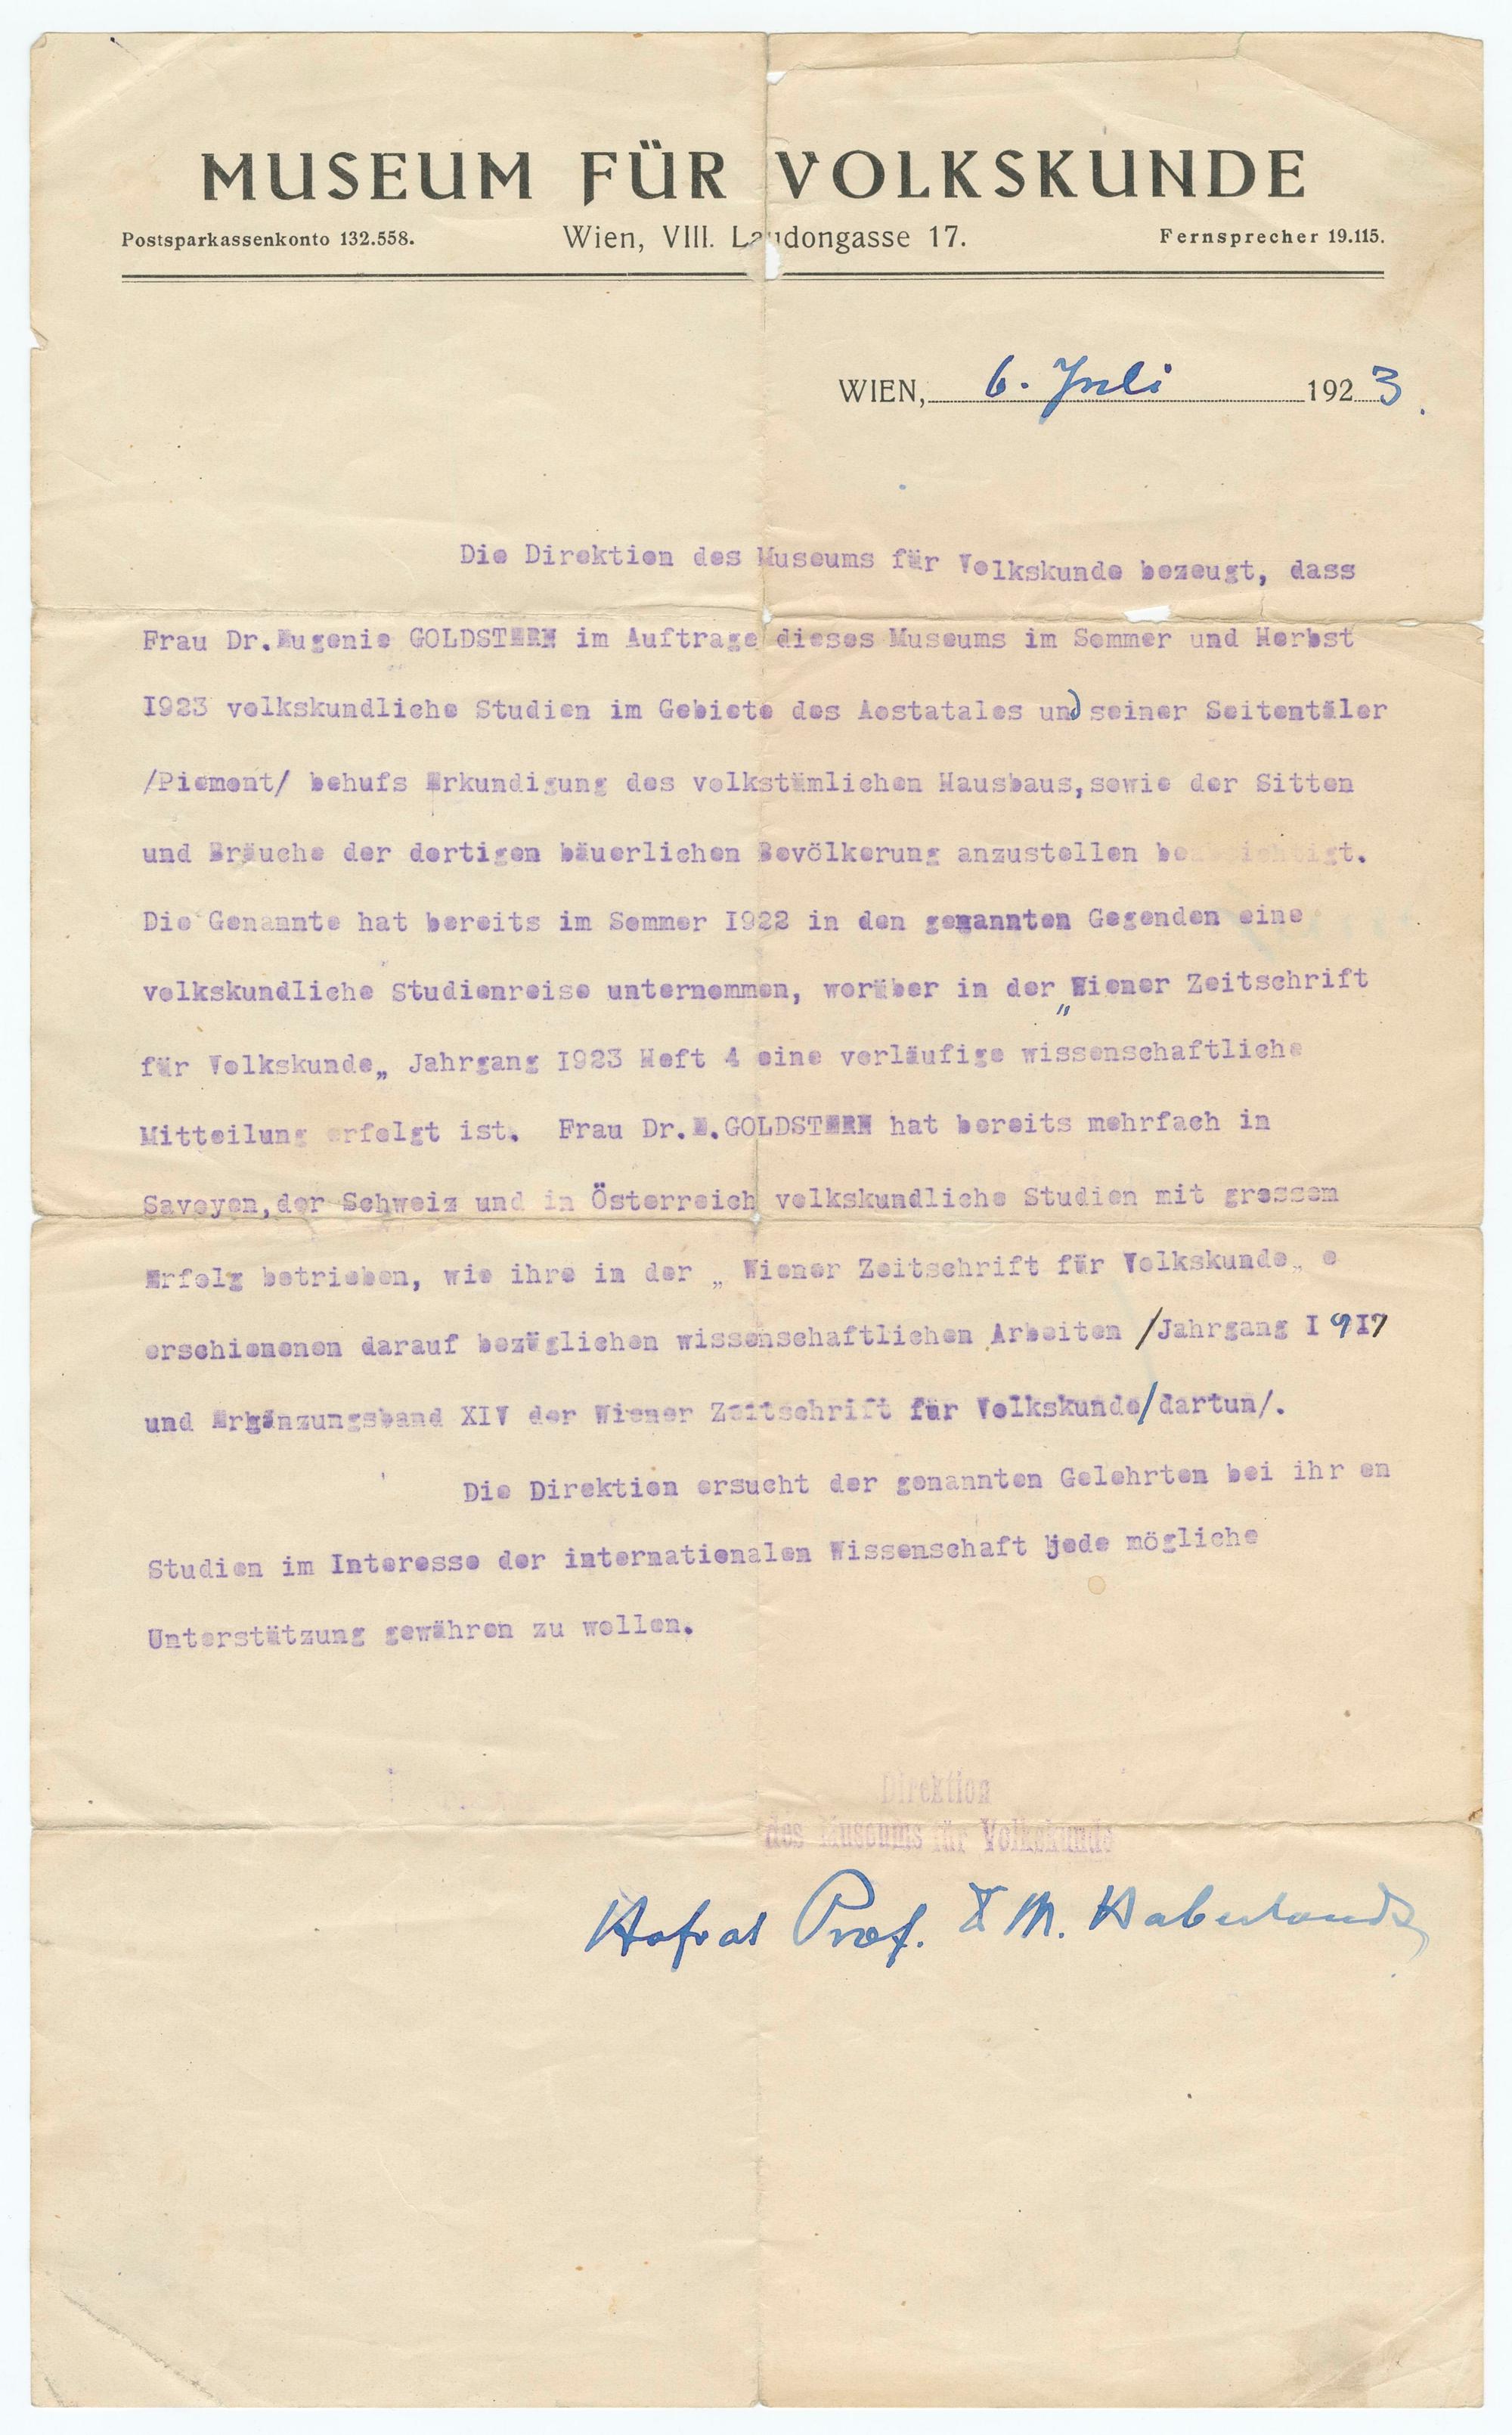 MUSEUM FÜR VOLKSKUNDE
Postsparkassenkonto 132.558. Wien, VIII. Laudongasse 17. Fernsprecher 19.115.
WIEN, 6. Juli 1923.
Die Direktion des Museums für Volkskunde bezeugt, dass
Frau Dr.Eugenie GOLDSTERN im Auftrage dieses Museums im Sommer und Herbst
I923 volkskundliche Studien im Gebiete des Aostatales und seiner Seitentäler
/Piemont/ behufs Erkundigung des volkstümlichen Hausbaus,sowie der Sitten
und Bräuche der dortigen bäuerlichen Bevölkerung anzustellen beabsichtigt.
Die Genannte hat bereits im Sommer I922 in den genannten Gegenden eine
volkskundliche Studienreise unternommen, worüber in der „Wiener Zeitschrift
für Volkskunde„ Jahrgang I923 Heft 4 eine vorläufige wissenschaftliche
Mitteilung erfolgt ist. Frau Dr.E.GOLDSTERN hat bereits mehrfach in
Savoyen,der Schweiz und in Österreich volkskundliche Studien mit grossem
Erfolg betrieben, wie ihre in der „ Wiener Zeitschrift für Volkskunde„ e
erschienenen darauf bezüglichen wissenschaftlichen Arbeiten /Jahrgang I9I7
und Ergänzungsband XIV der Wiener Zeitschrift für Volkskunde/dartun/.
Die Direktion ersucht der genannten Gelehrten bei ihr en
Studien im Interesse der internationalen Wissenschaft jede mögliche
Unterstützung gewähren zu wollen.
Direktion
des Museums für Volkskunde
Hofrat Prof. Dr M. Haberlandt